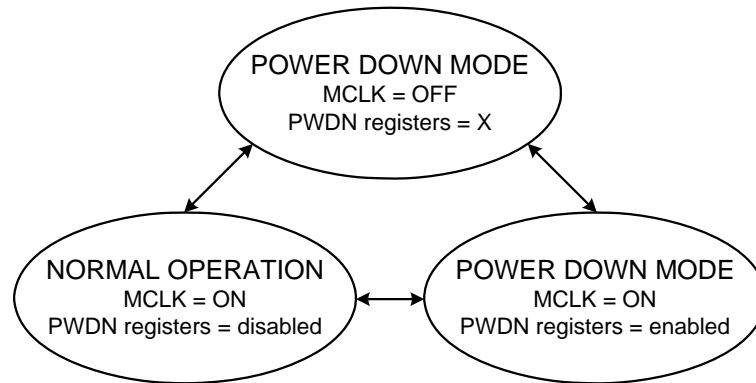 POWER DOWN MODE
MCLK = OFF
PWDN registers = X
NORMAL OPERATION
MCLK = ON
PWDN registers = disabled
POWER DOWN MODE
MCLK = ON
PWDN registers = enabled